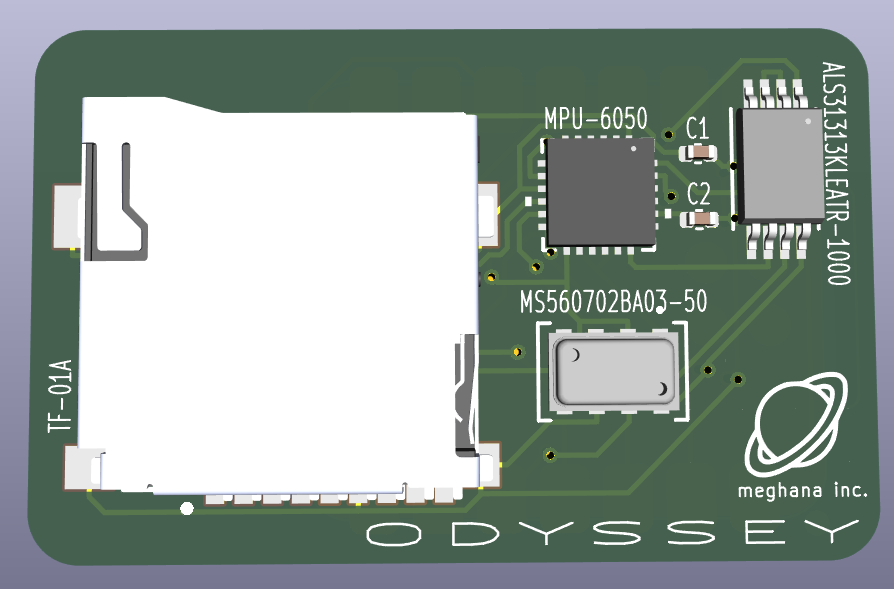 MPU-6050
C1
C2
ALS31313KLEATR-1000
MS560702BA03-50
TF-01A
meghana inc.
ODYSSEY